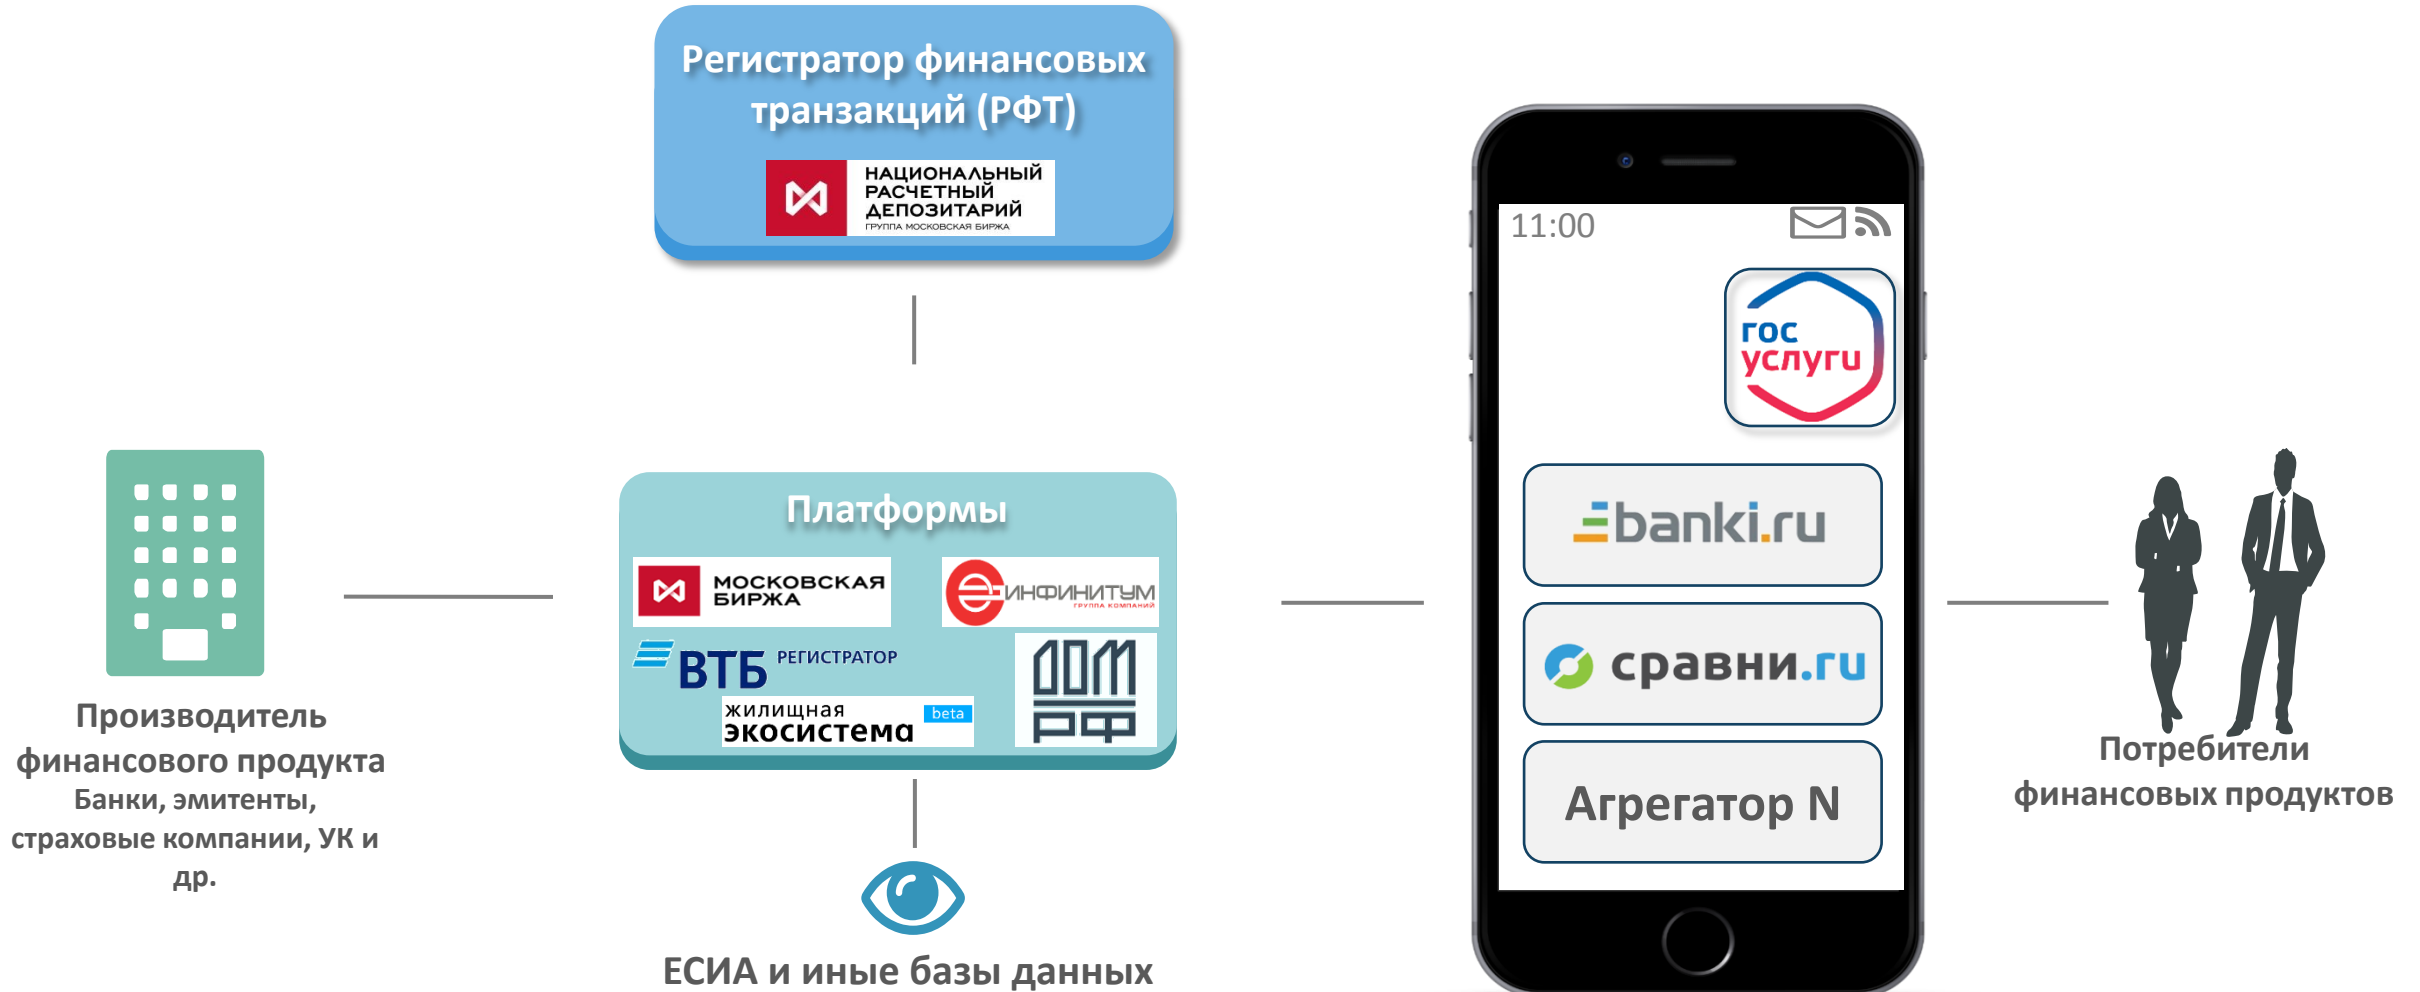 Регистратор финансовых
транзакций (РФТ)
НАЦИОНАЛЬНЫЙ
РАСЧЕТНЫЙ
ДЕПОЗИТАРИЙ
ГРУППА МОСКОВСКАЯ БИРЖА
11:00
гос
услуги
Платформы
МОСКОВСКАЯ
БИРЖА
ИНФИНИТУМ
ГРУППА КОМПАНИЙ
ВТБ РЕГИСТРАТОР
ДОМ
РФ
жилищная
экосистема beta
banki.ru
сравни.ru
Агрегатор N
Производитель
финансового продукта
Банки, эмитенты,
страховые компании, УК и
др.
Потребители
финансовых продуктов
ЕСИА и иные базы данных